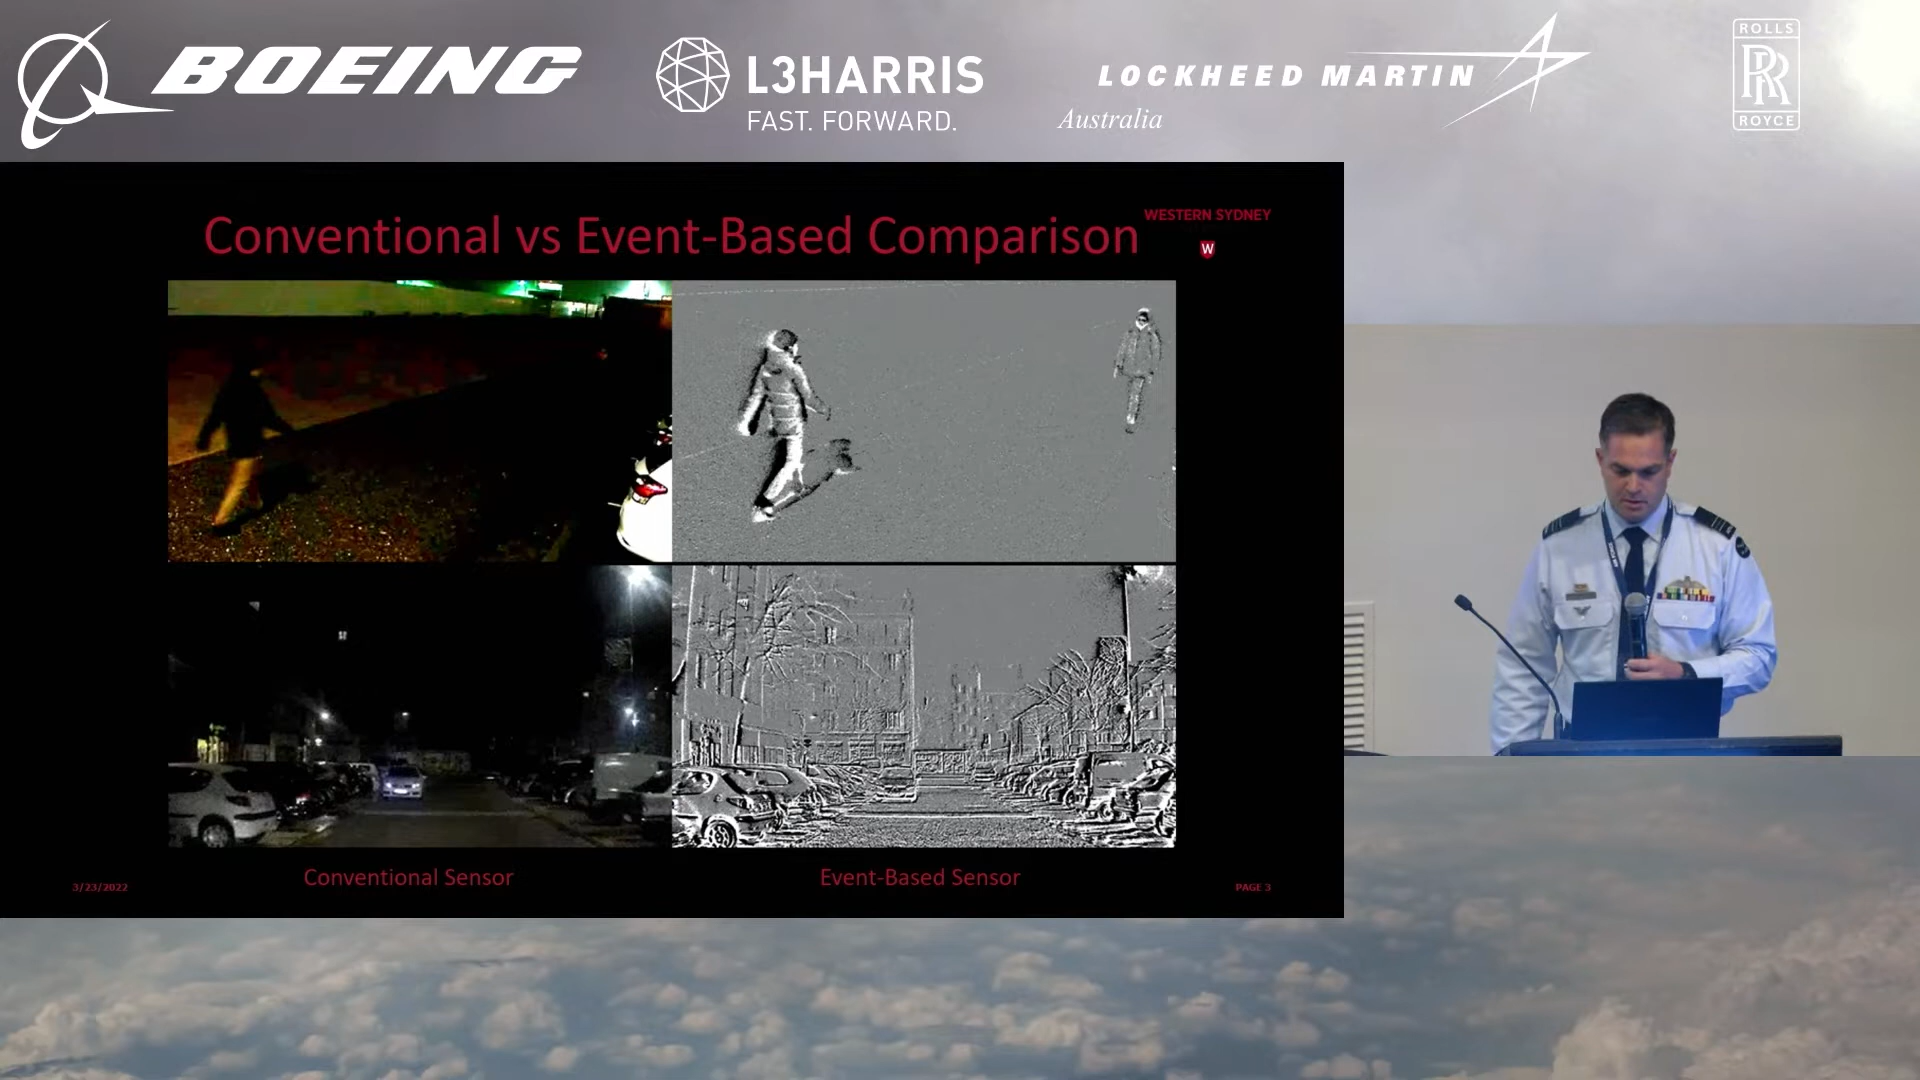 BOEING
L3HARRIS
FAST. FORWARD.
LOCKHEED MARTIN
Australia
ROLLS
RR
ROYCE
Conventional vs Event-Based Comparison
WESTERN SYDNEY
W
Conventional Sensor
Event-Based Sensor
3/23/2022
PAGE 3